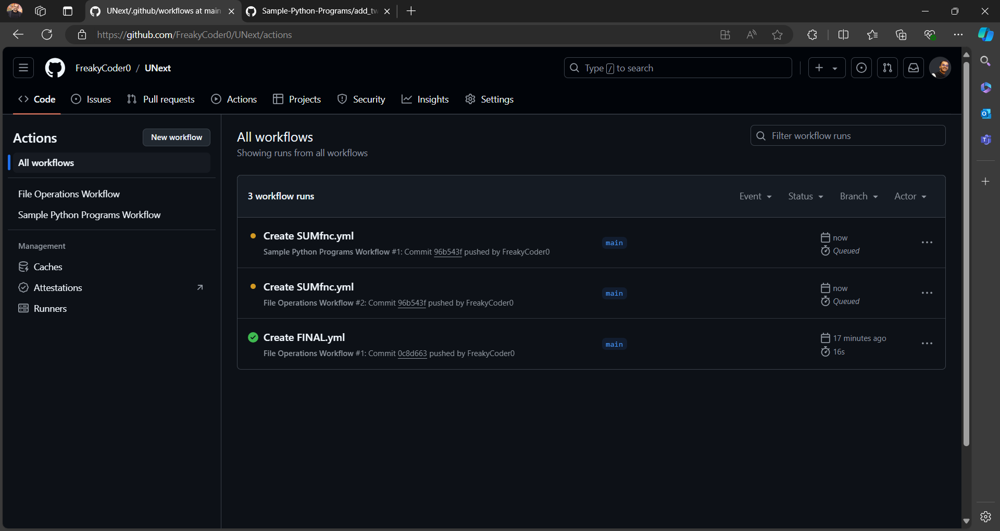 UNext/.github/workflows at main
Sample-Python-Programs/add_tw
https://github.com/FreakyCoder0/UNext/actions
FreakyCoder0 / UNext
Type / to search
Code
Issues
Pull requests
Actions
Projects
Security
Insights
Settings
Actions
New workflow
All workflows
File Operations Workflow
Sample Python Programs Workflow
Management
Caches
Attestations
Runners
All workflows
Showing runs from all workflows
Filter workflow runs
3 workflow runs
Event
Status
Branch
Actor
Create SUMfnc.yml
Sample Python Programs Workflow #1: Commit 96b543f pushed by FreakyCoder0
main
now
Queued
Create SUMfnc.yml
File Operations Workflow #2: Commit 96b543f pushed by FreakyCoder0
main
now
Queued
Create FINAL.yml
File Operations Workflow #1: Commit 0c8d663 pushed by FreakyCoder0
main
17 minutes ago
16s